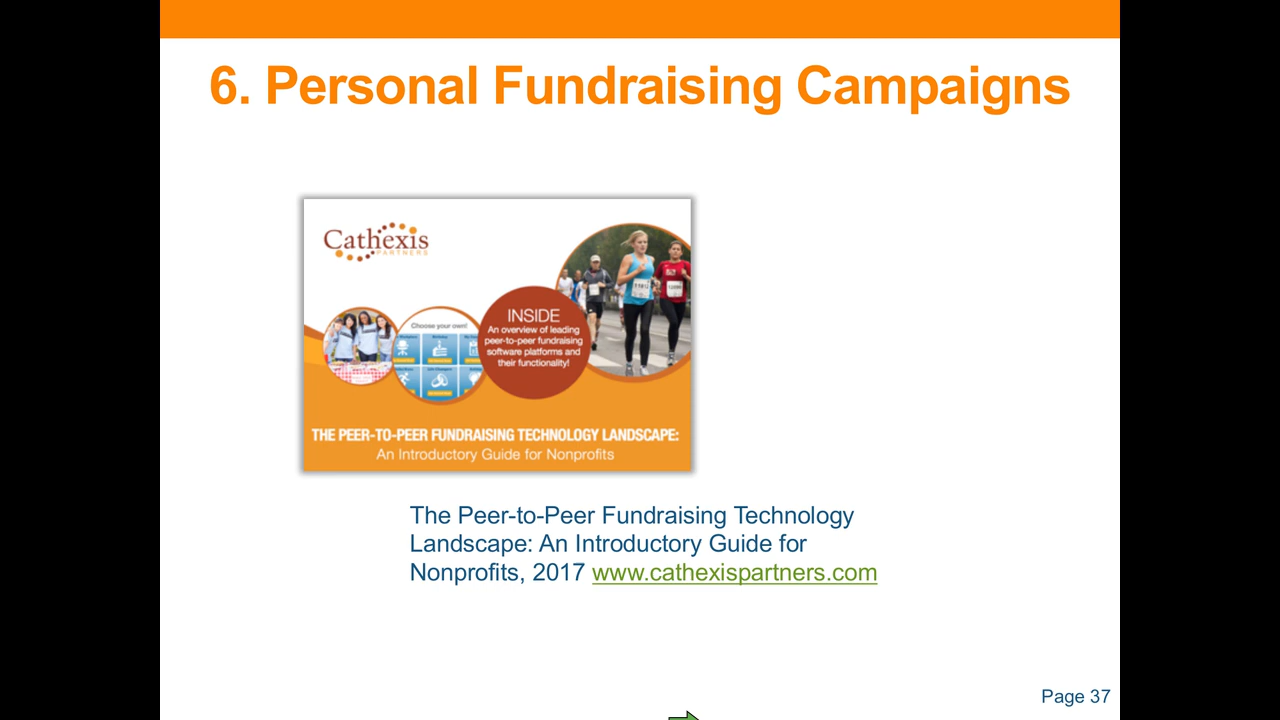 6. Personal Fundraising Campaigns
Cathexis
PARTNERS
Choose your own!
Birthday
INSIDE
An overview of leading
peer-to-peer fundraising
software platforms and
their functionality!
THE PEER-TO-PEER FUNDRAISING TECHNOLOGY LANDSCAPE:
An Introductory Guide for Nonprofits
The Peer-to-Peer Fundraising Technology
Landscape: An Introductory Guide for
Nonprofits, 2017 www.cathexispartners.com
Page 37